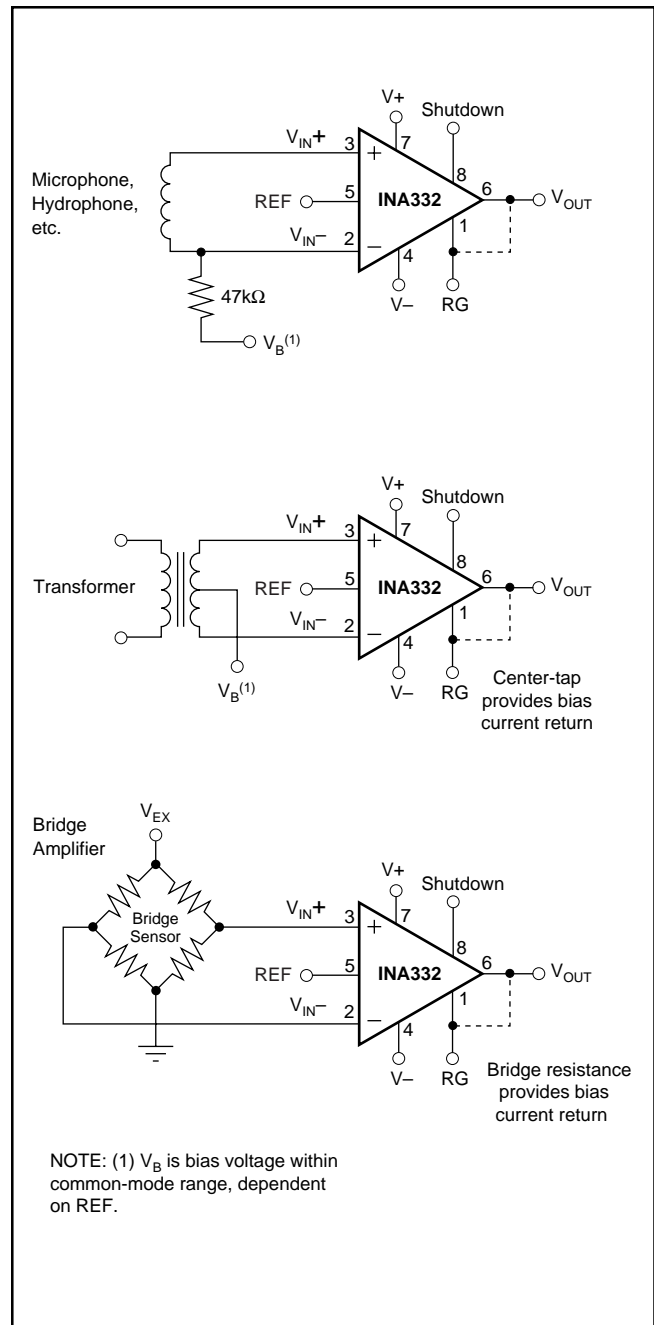 V+
Shutdown
VIN+
3
7
8
Microphone,
Hydrophone,
etc.
+
REF
5
INA332
6
VOUT
VIN−
2
−
1
4
47kΩ
V−
RG
VB(1)
V+
Shutdown
VIN+
3
7
8
+
Transformer
REF
5
INA332
6
VOUT
VIN−
2
−
1
4
VB(1)
V−
RG
Center-tap
provides bias
current return
VEX
Bridge
Amplifier
V+
Shutdown
VIN+
3
7
8
+
Bridge
Sensor
REF
5
INA332
6
VOUT
VIN−
2
−
1
4
V−
RG
Bridge resistance
provides bias
current return
NOTE: (1) VB is bias voltage within
common-mode range, dependent
on REF.